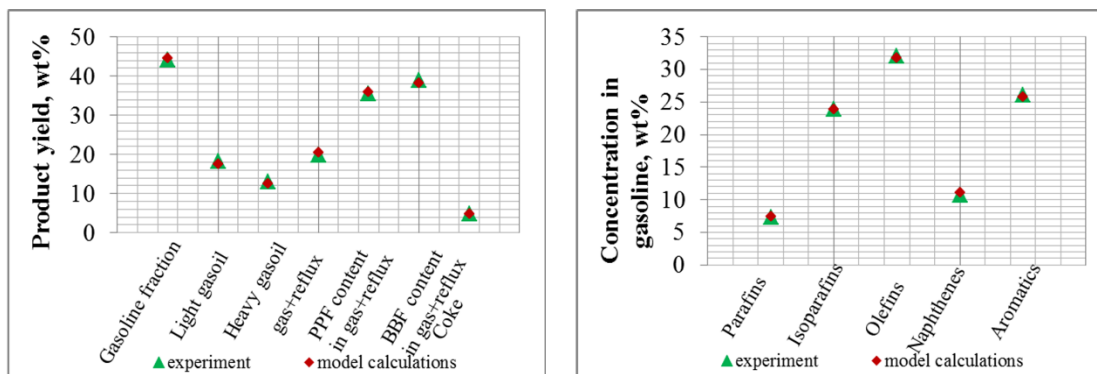 Product yield, wt%
50
40
30
20
10
0
Gasoline fraction
Light gasoil
Heavy gasoil
gas+reflux
PPF content
in gas+reflux
BBF content
in gas+reflux
Coke
experiment
model calculations
Concentration in
gasoline, wt%
35
30
25
20
15
10
5
0
Parafins
Isoparafins
Olefins
Naphthenes
Aromatics
experiment
model calculations